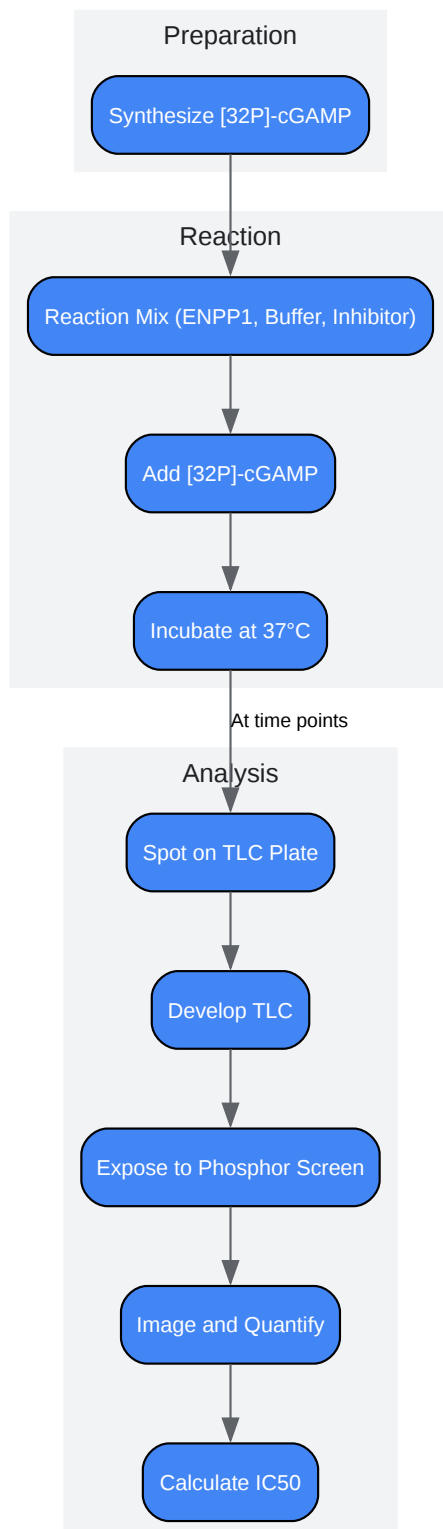 Preparation
Synthesize [32P]-cGAMP
Reaction
Reaction Mix (ENPP1, Buffer, Inhibitor)
Add [32P]-cGAMP
Incubate at 37°C
At time points
Analysis
Spot on TLC Plate
Develop TLC
Expose to Phosphor Screen
Image and Quantify
Calculate IC50